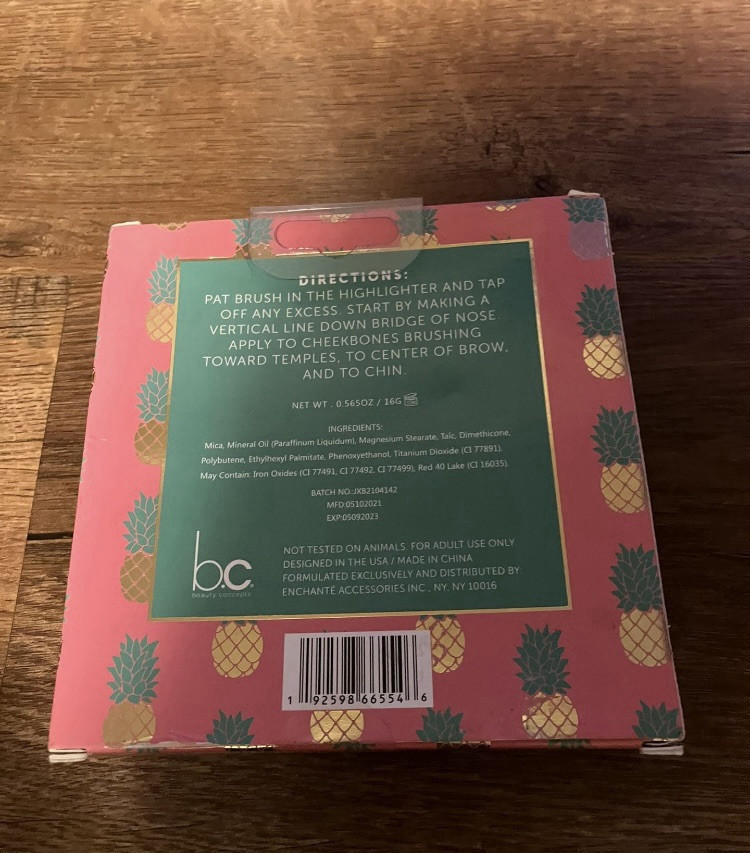 DIRECTIONS:
PAT BRUSH IN THE HIGHLIGHTER AND TAP
OFF ANY EXCESS. START BY MAKING A
VERTICAL LINE DOWN BRIDGE OF NOSE.
APPLY TO CHEEKBONES BRUSHING
TOWARD TEMPLES, TO CENTER OF BROW,
AND TO CHIN.
NET WT. 0.565OZ / 16G
INGREDIENTS:
Mica, Mineral Oil (Paraffinum Liquidum), Magnesium Stearate, Talc, Dimethicone,
Polybutene, Ethylhexyl Palmitate, Phenoxyethanol, Titanium Dioxide (CI 77891).
May Contain: Iron Oxides (CI 77491, CI 77492, CI 77499), Red 40 Lake (CI 16035).
BATCH NO.:JXB2104142
MFD:05102021
EXP:05092023
b.c®
beauty concepts
NOT TESTED ON ANIMALS. FOR ADULT USE ONLY.
DESIGNED IN THE USA / MADE IN CHINA
FORMULATED EXCLUSIVELY AND DISTRIBUTED BY:
ENCHANTÉ ACCESSORIES INC., NY, NY 10016
1 92598 66554 6